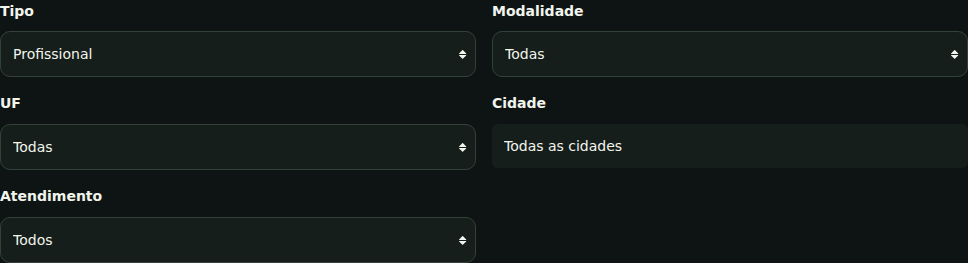 Tipo
Modalidade
Profissional
Todas
UF
Cidade
Todas
Todas as cidades
Atendimento
Todos